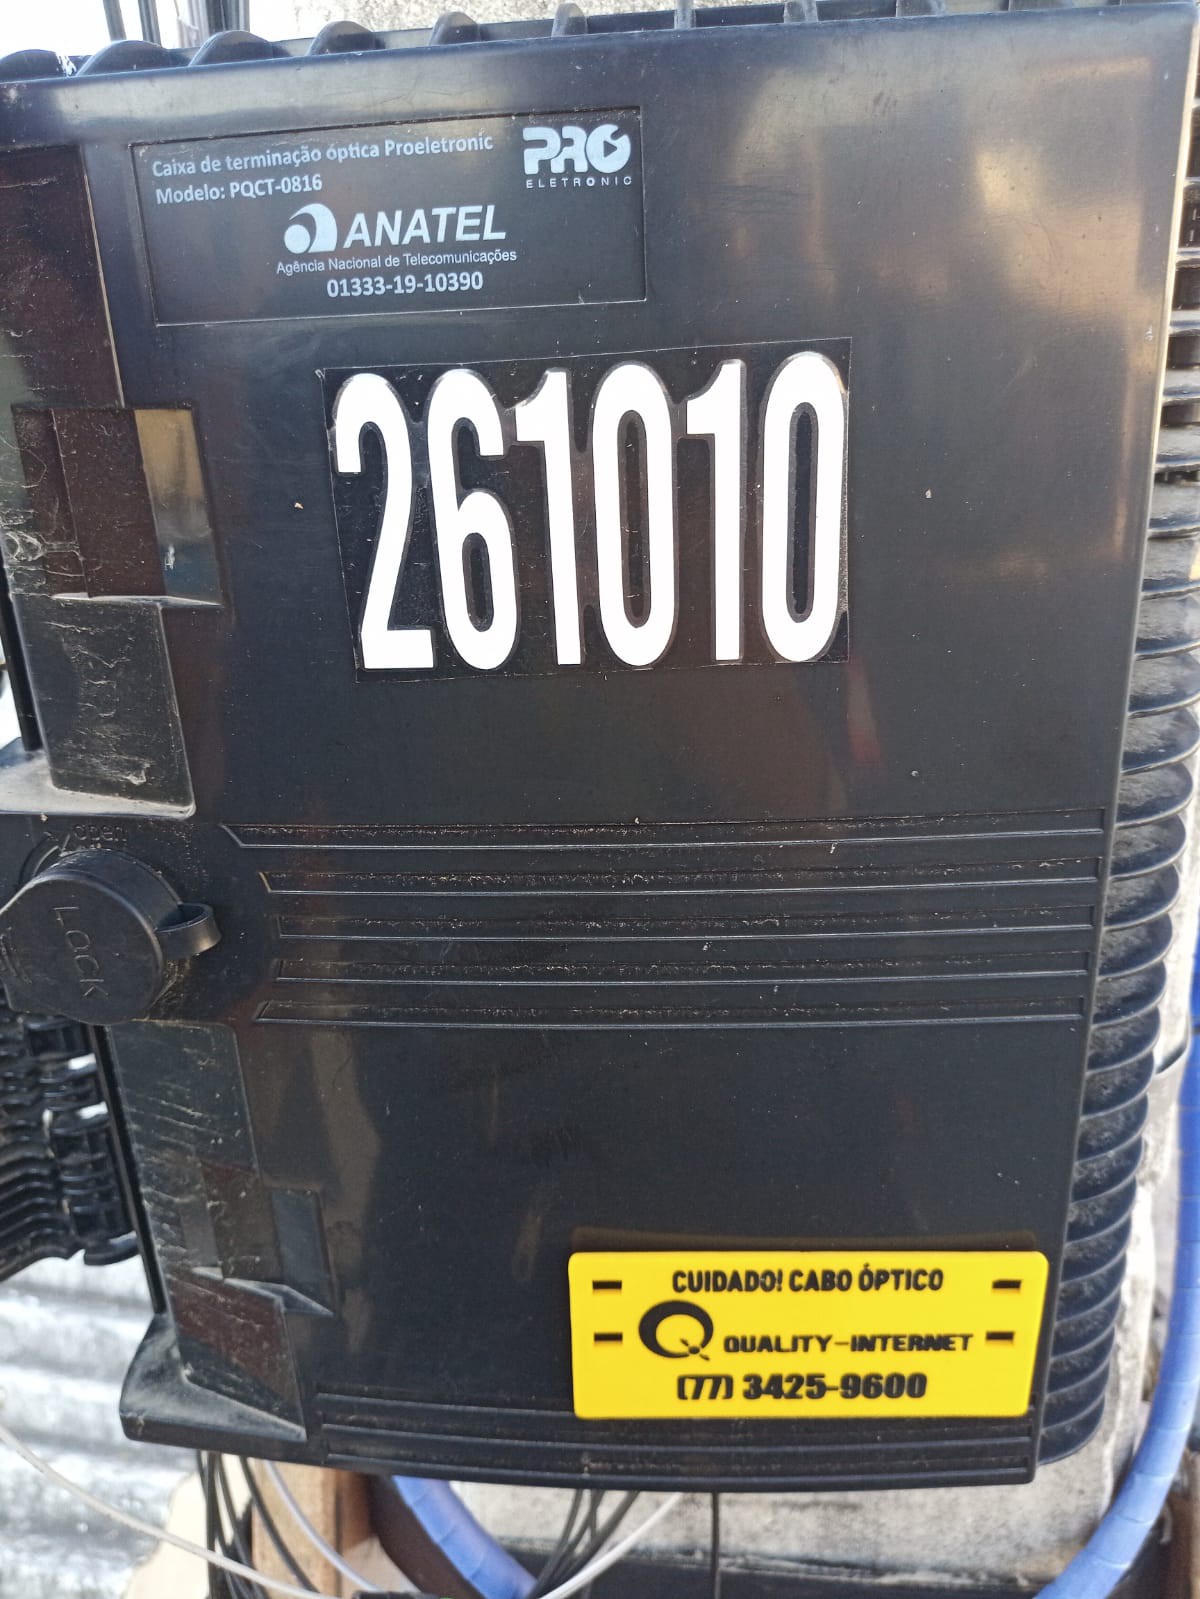 Caixa de terminação óptica Proeletronic
Modelo: PQCT-0816
PRO
ELETRONIC
ANATEL
Agência Nacional de Telecomunicações
01333-19-10390
261010
open
LOCK
CUIDADO! CABO ÓPTICO
QUALITY-INTERNET
(77) 3425-9600